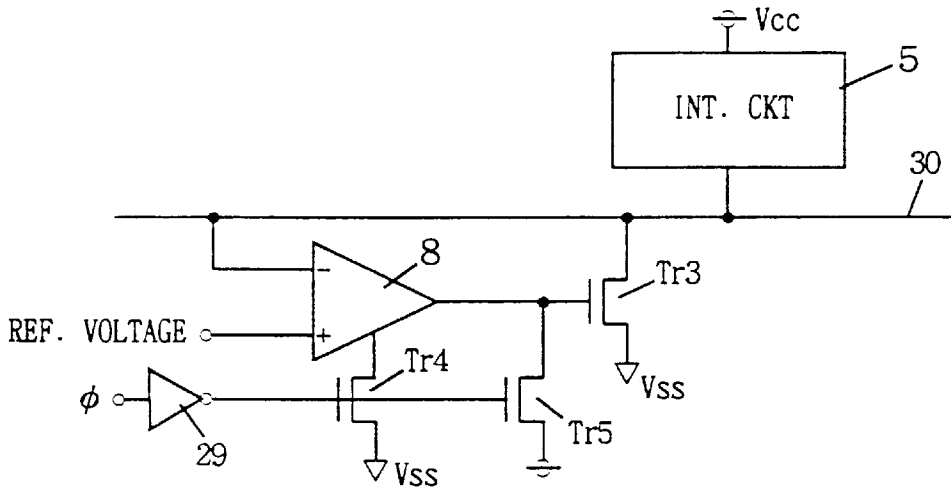 Vcc
5
INT. CKT
30
8
−
+
Tr3
REF. VOLTAGE
Tr4
Vss
φ
29
Tr5
Vss